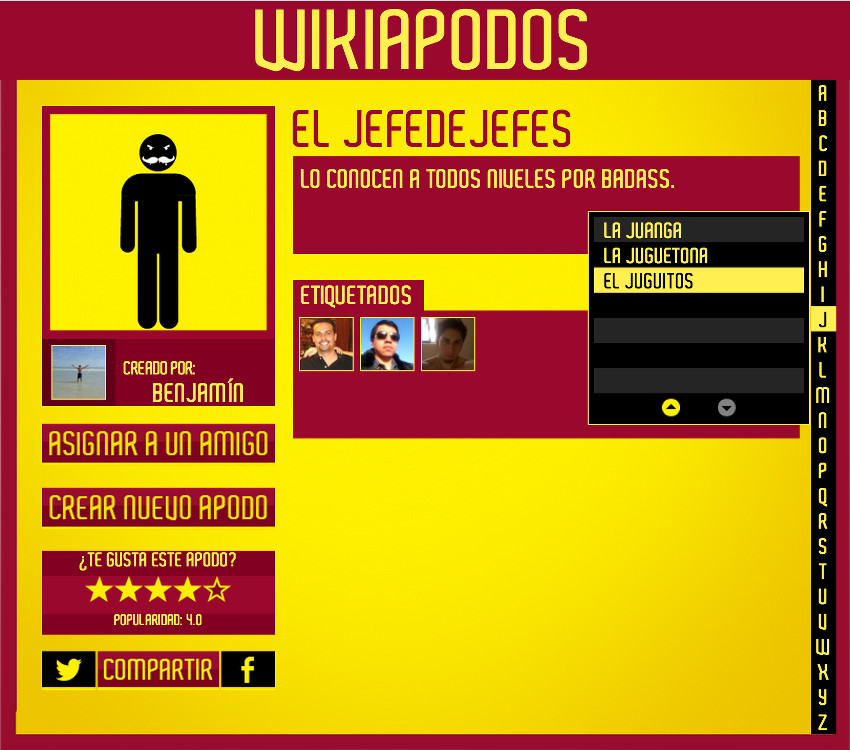 WIKIAPODOS
EL JEFEDEJEFES
LO CONOCEN A TODOS NIVELES POR BADASS.
LA JUANGA
LA JUGUETONA
EL JUGUITOS
ETIQUETADOS
CREADO POR:
BENJAMÍN
ASIGNAR A UN AMIGO
CREAR NUEVO APODO
¿TE GUSTA ESTE APODO?
POPULARIDAD: 4.0
COMPARTIR
A
B
C
D
E
F
G
H
I
J
K
L
M
N
O
P
Q
R
S
T
U
V
W
X
Y
Z